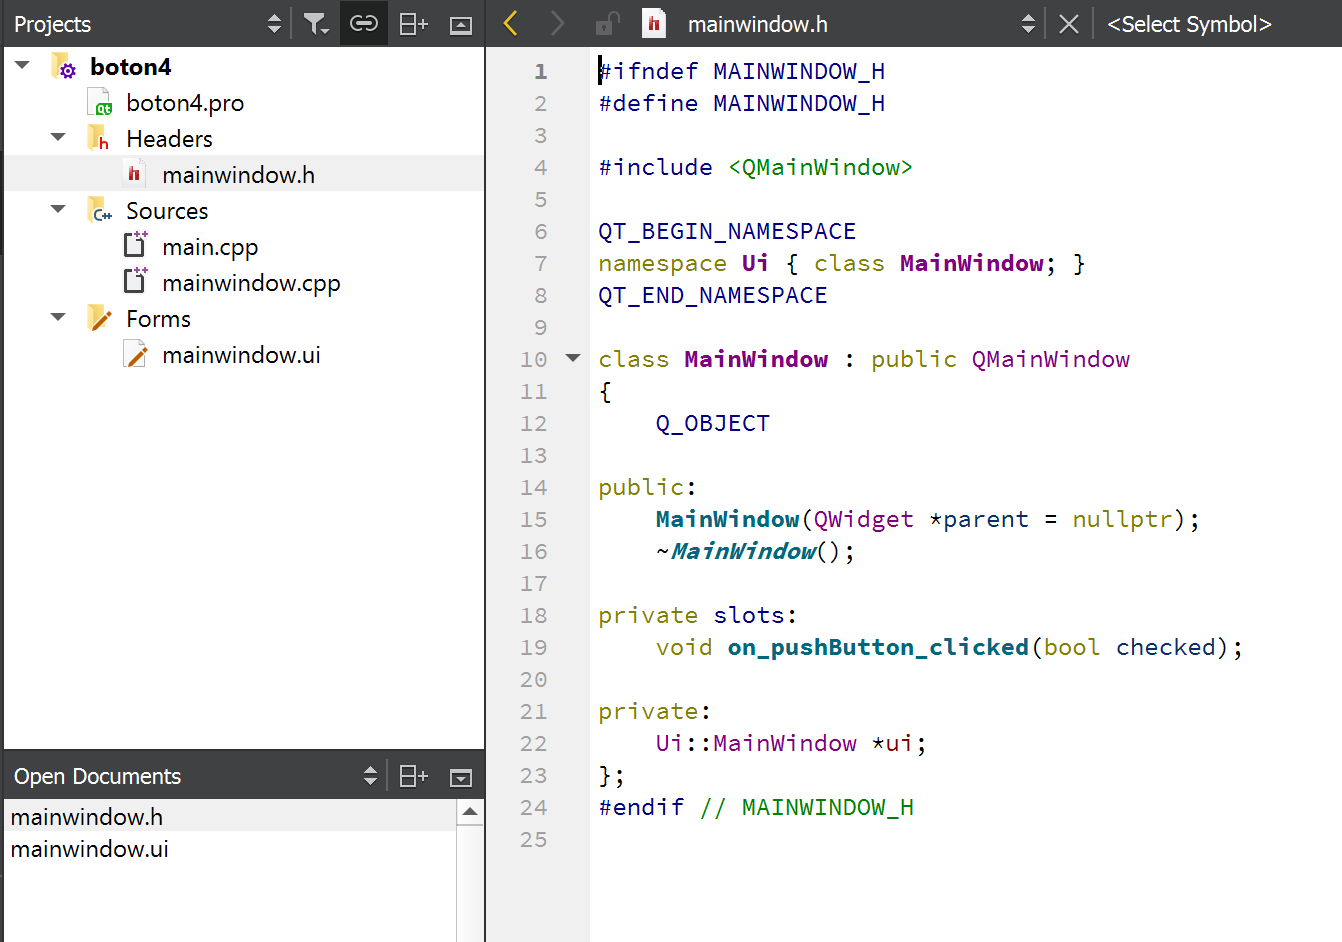 Projects
boton4
boton4.pro
Headers
mainwindow.h
Sources
main.cpp
mainwindow.cpp
Forms
mainwindow.ui
Open Documents
mainwindow.h
mainwindow.ui
mainwindow.h
<Select Symbol>
1 #ifndef MAINWINDOW_H
2 #define MAINWINDOW_H
3
4 #include <QMainWindow>
5
6 QT_BEGIN_NAMESPACE
7 namespace Ui { class MainWindow; }
8 QT_END_NAMESPACE
9
10 class MainWindow : public QMainWindow
11 {
12     Q_OBJECT
13
14 public:
15     MainWindow(QWidget *parent = nullptr);
16     ~MainWindow();
17
18 private slots:
19     void on_pushButton_clicked(bool checked);
20
21 private:
22     Ui::MainWindow *ui;
23 };
24 #endif // MAINWINDOW_H
25